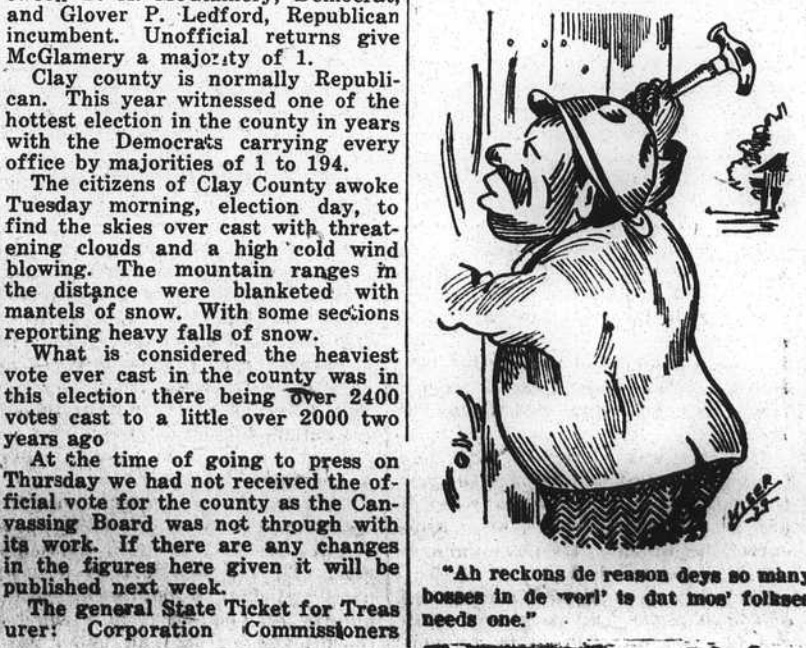 and Glover P. Ledford, Republican
incumbent. Unofficial returns give
McGlamery a majority of 1.
Clay county is normally Republi-
can. This year witnessed one of the
hottest election in the county in years
with the Democrats carrying every
office by majorities of 1 to 194.
The citizens of Clay County awoke
Tuesday morning, election day, to
find the skies over cast with threat-
ening clouds and a high cold wind
blowing. The mountain ranges in
the distance were blanketed with
mantels of snow. With some sections
reporting heavy falls of snow.
What is considered the heaviest
vote ever cast in the county was in
this election there being over 2400
votes cast to a little over 2000 two
years ago
At the time of going to press on
Thursday we had not received the of-
ficial vote for the county as the Can-
vassing Board was not through with
its work. If there are any changes
in the figures here given it will be
published next week.
The general State Ticket for Treas
urer: Corporation Commissioners
"Ah reckons de reason deys so many
bosses in de worl' is dat mos' folkses
needs one."